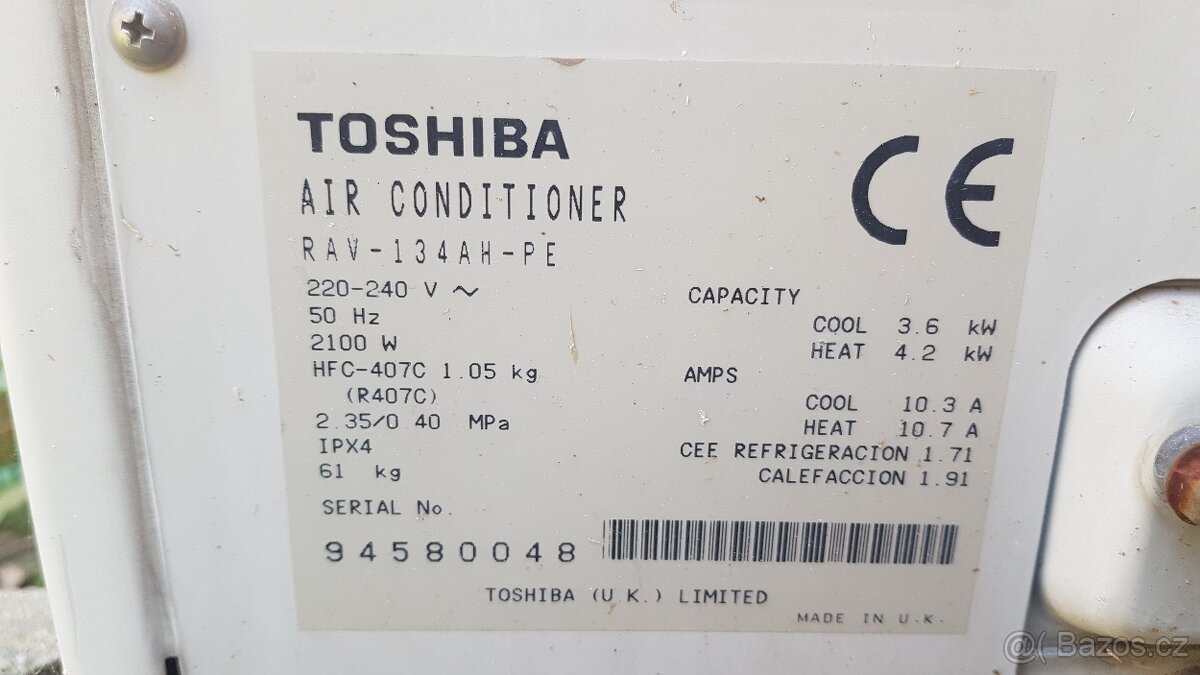 TOSHIBA
AIR CONDITIONER
RAV-134AH-PE
220-240 V ~
50 Hz
2100 W
HFC-407C 1.05 kg
(R407C)
2.35/0 40 MPa
IPX4
61 kg
CE
CAPACITY
COOL 3.6 kW
HEAT 4.2 kW
AMPS
COOL 10.3 A
HEAT 10.7 A
CEE REFRIGERACION 1.71
CALEFACCION 1.91
SERIAL No.
94580048
TOSHIBA (U K.) LIMITED
MADE IN U.K.
Bazos.cz